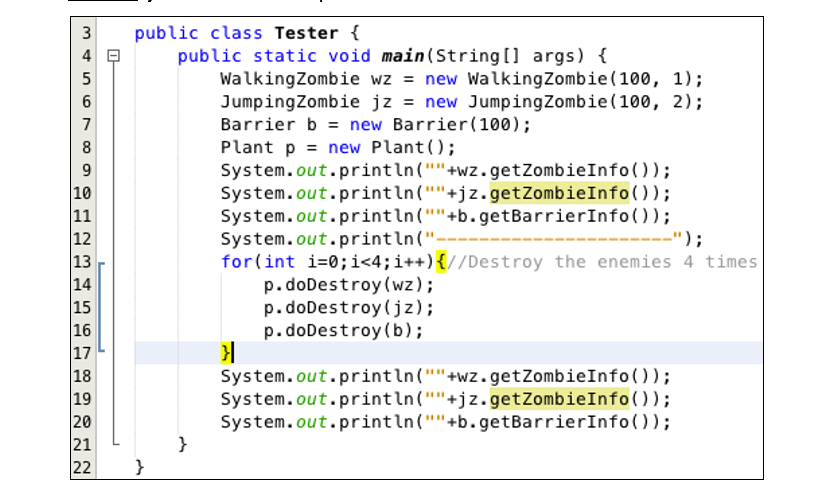 3 public class Tester {
4 public static void main(String[] args) {
5 WalkingZombie wz = new WalkingZombie(100, 1);
6 JumpingZombie jz = new JumpingZombie(100, 2);
7 Barrier b = new Barrier(100);
8 Plant p = new Plant();
9 System.out.println(""+wz.getZombieInfo());
10 System.out.println(""+jz.getZombieInfo());
11 System.out.println(""+b.getBarrierInfo());
12 System.out.println("----------------------");
13 for(int i=0;i<4;i++){//Destroy the enemies 4 times
14 p.doDestroy(wz);
15 p.doDestroy(jz);
16 p.doDestroy(b);
17 }
18 System.out.println(""+wz.getZombieInfo());
19 System.out.println(""+jz.getZombieInfo());
20 System.out.println(""+b.getBarrierInfo());
21 }
22 }